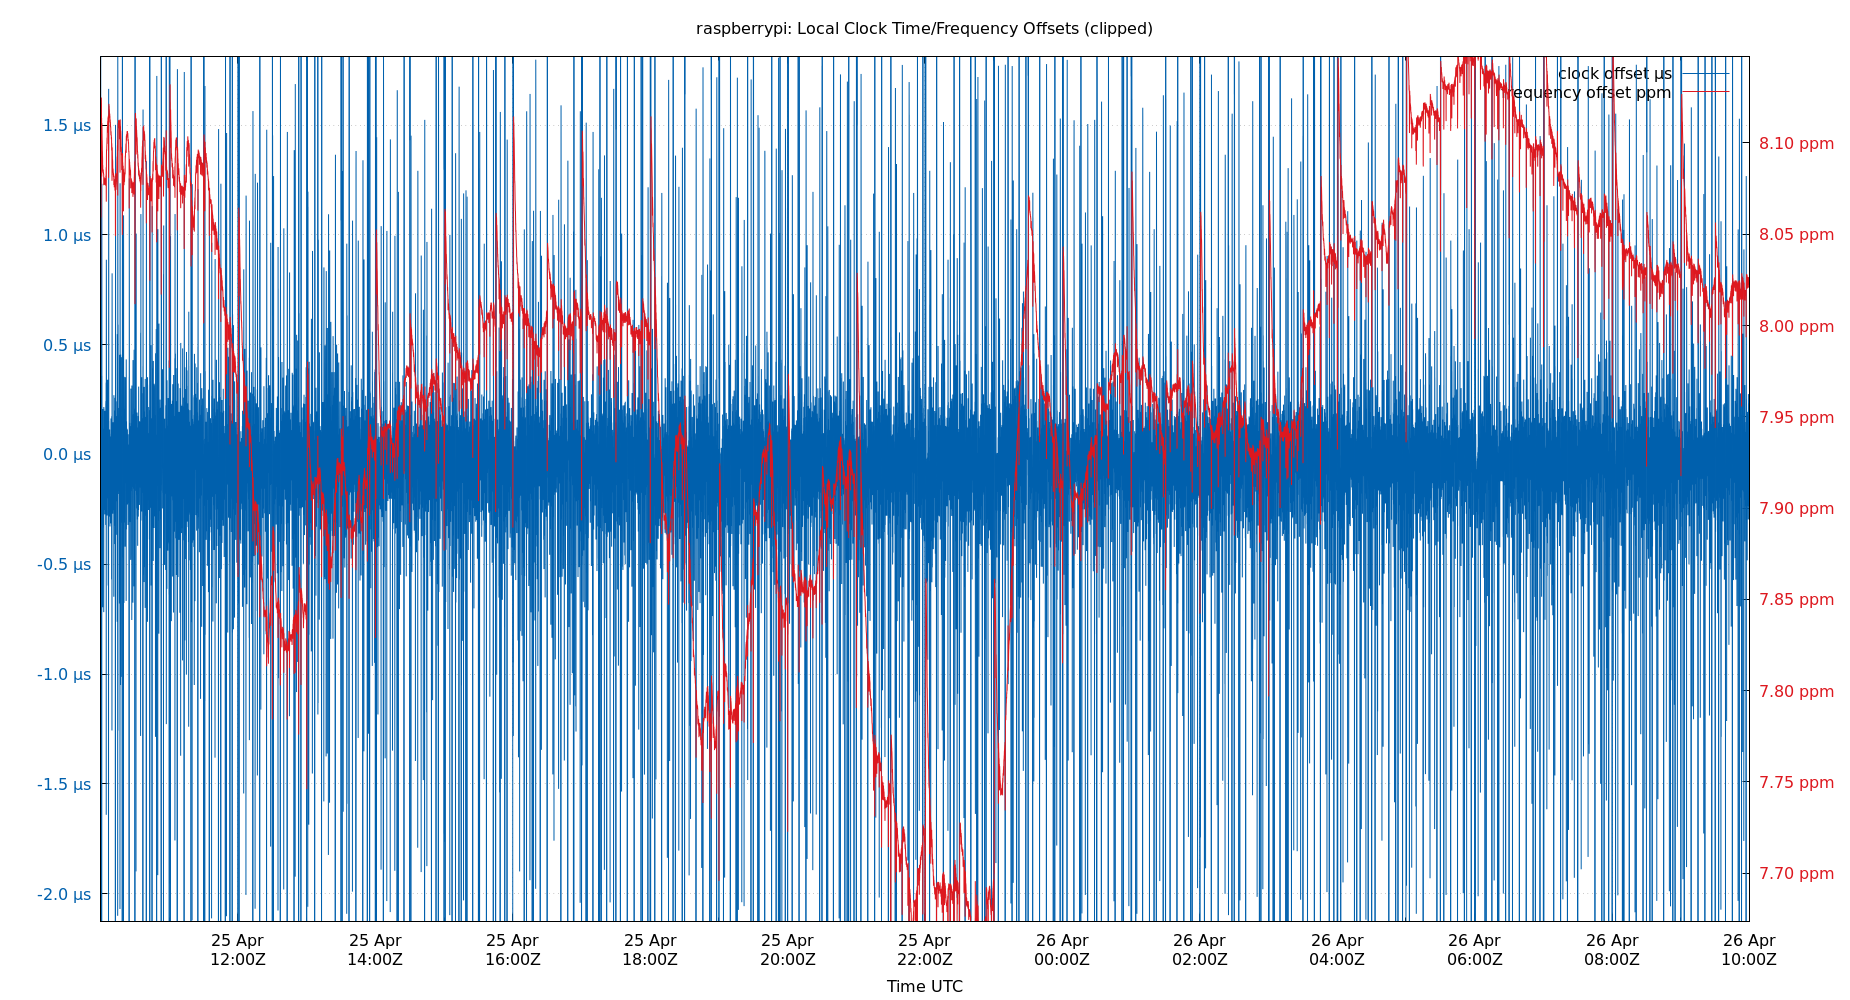 raspberrypi: Local Clock Time/Frequency Offsets (clipped)
clock offset µs
requency offset ppm
1.5 µs
1.0 µs
0.5 µs
0.0 µs
-0.5 µs
-1.0 µs
-1.5 µs
-2.0 µs
8.10 ppm
8.05 ppm
8.00 ppm
7.95 ppm
7.90 ppm
7.85 ppm
7.80 ppm
7.75 ppm
7.70 ppm
25 Apr 25 Apr 25 Apr 25 Apr 25 Apr 25 Apr 26 Apr 26 Apr 26 Apr 26 Apr 26 Apr 26 Apr
12:00Z 14:00Z 16:00Z 18:00Z 20:00Z 22:00Z 00:00Z 02:00Z 04:00Z 06:00Z 08:00Z 10:00Z
Time UTC